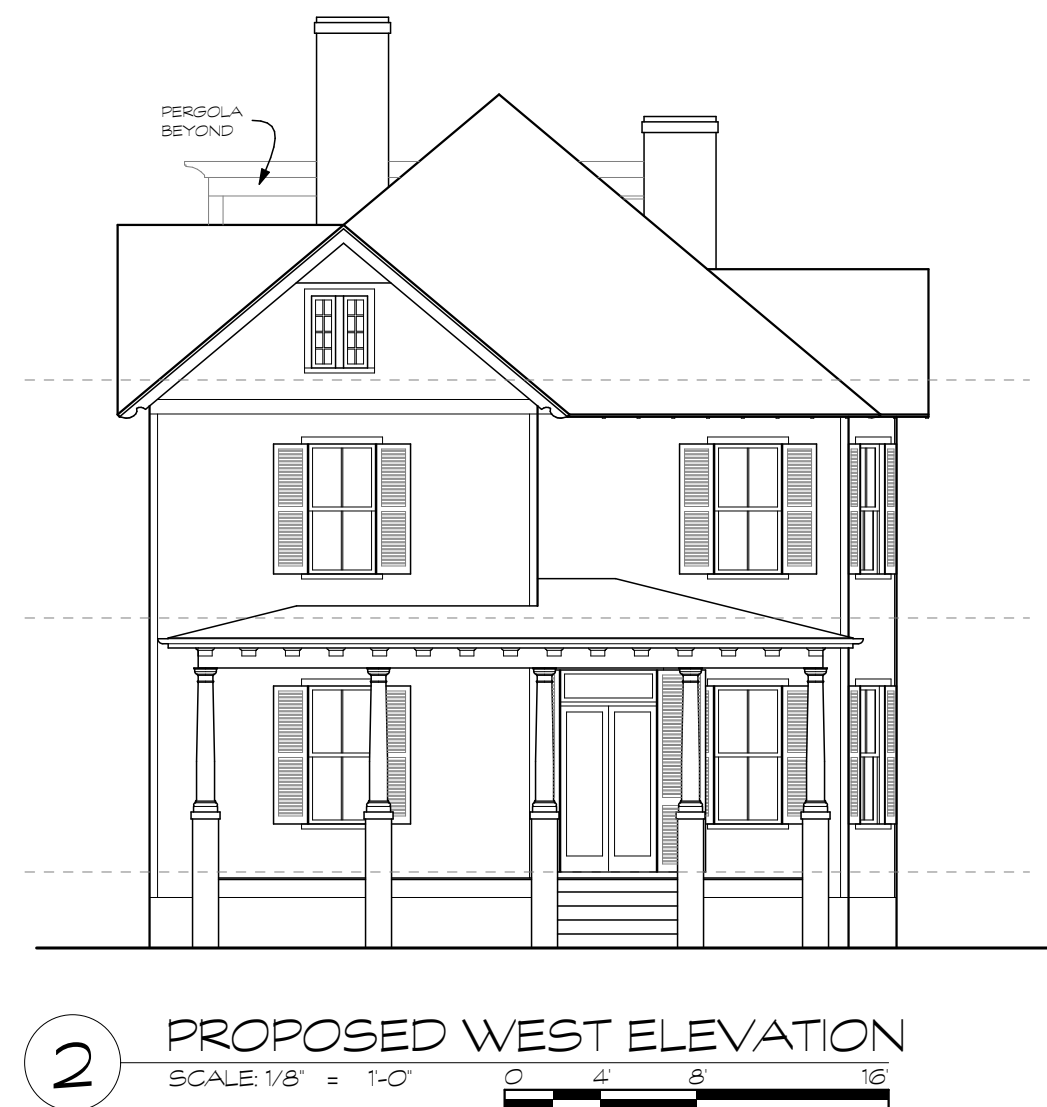 PERGOLA
BEYOND
2
PROPOSED WEST ELEVATION
SCALE: 1/8" = 1'-0"
0 4' 8' 16'